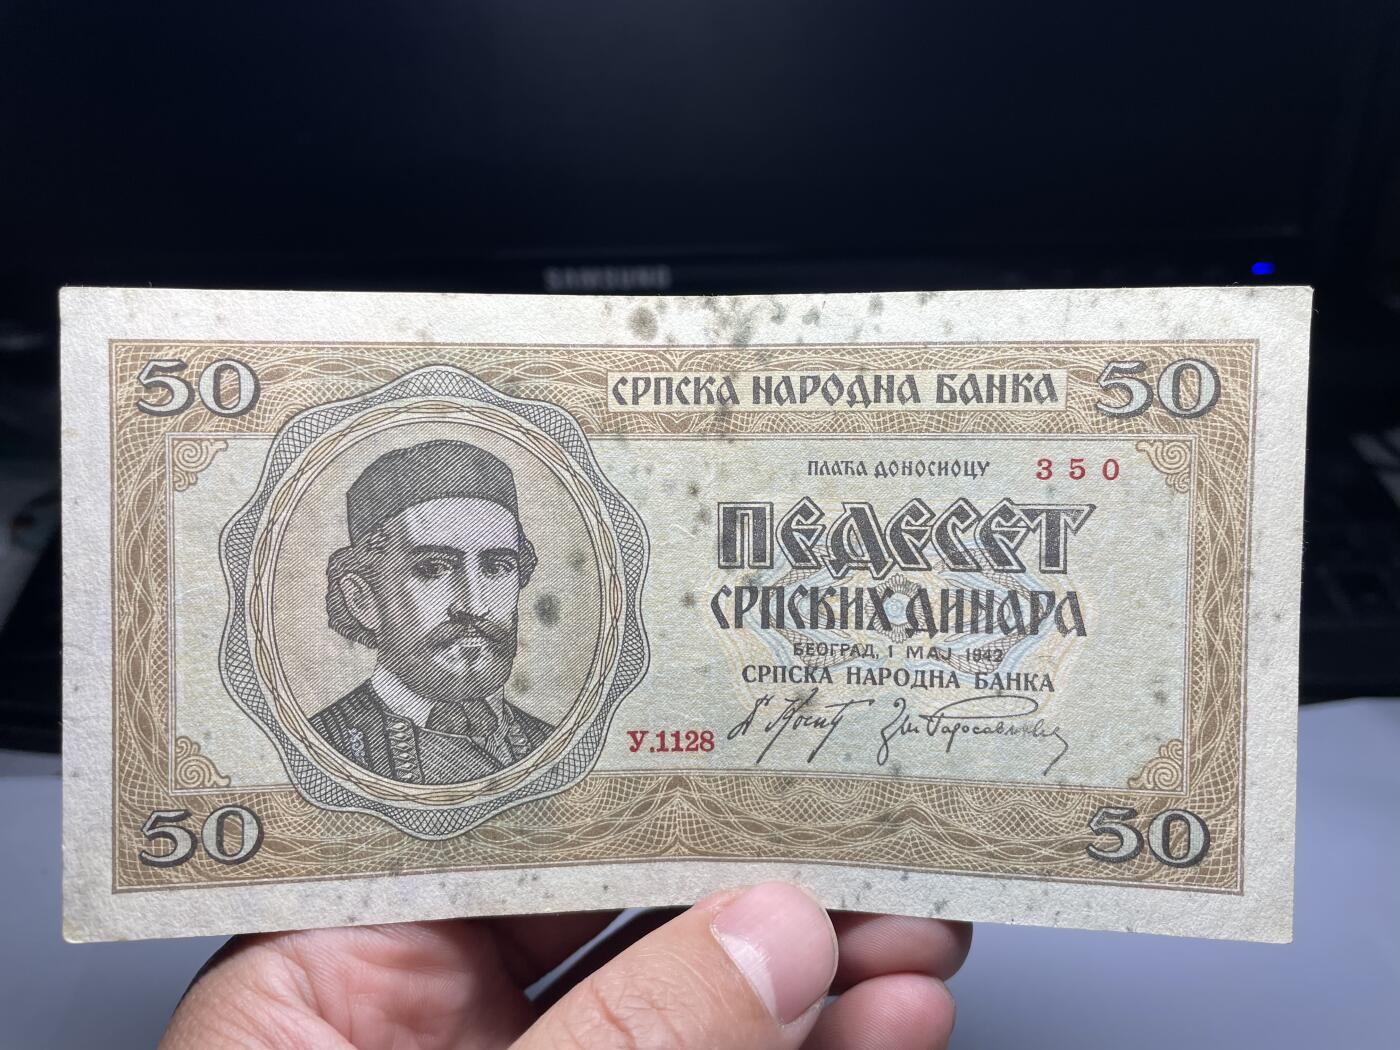 SAMSUNG
50
СРПСКА НАРОДНА БАНКА
50
ПЛАЋА ДОНОСИОЦУ
350
ПЕДЕСЕТ
СРПСКИХ ДИНАРА
БЕОГРАД, 1 МАЈ 1942
СРПСКА НАРОДНА БАНКА
У.1128
50
50